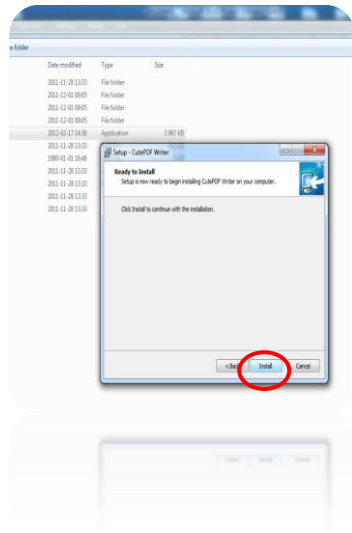 w folder
Date modified Type Size
2011-11-28 13:33 File folder
2011-12-01 09:05 File folder
2011-12-01 09:05 File folder
2011-12-01 09:05 File folder
2012-02-17 14:56 Application 3 987 KB
2011-11-28 13:33
1980-01-01 16:48
2011-11-28 13:33
2011-11-28 13:33
2011-11-28 13:33
2011-11-28 13:33
Setup - CutePDF Writer
Ready to Install
Setup is now ready to begin installing CutePDF Writer on your computer.
Click Install to continue with the installation.
< Back Install Cancel